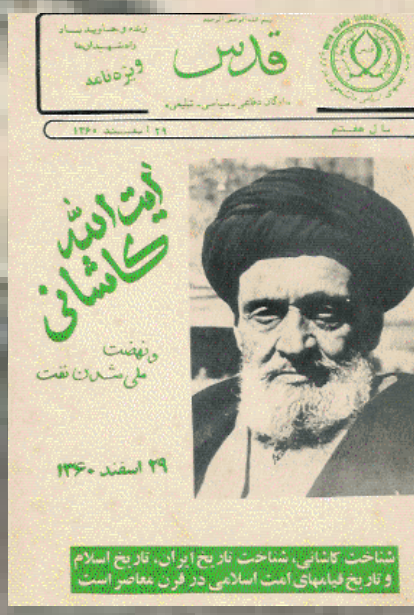 زنده و جاوید باد
راه شهیدان‌ها
ویژه‌نامه
بسم الله الرحمن الرحیم
قدس
سال هفتم
۲۹ اسفند ۱۳۶۰
آیت الله
کاشانی
و نهضت
ملی شدن نفت
۲۹ اسفند ۱۳۶۰
شناخت کاشانی، شناخت تاریخ ایران، تاریخ اسلام
و تاریخ قیامهای امت اسلامی در قرن معاصر است